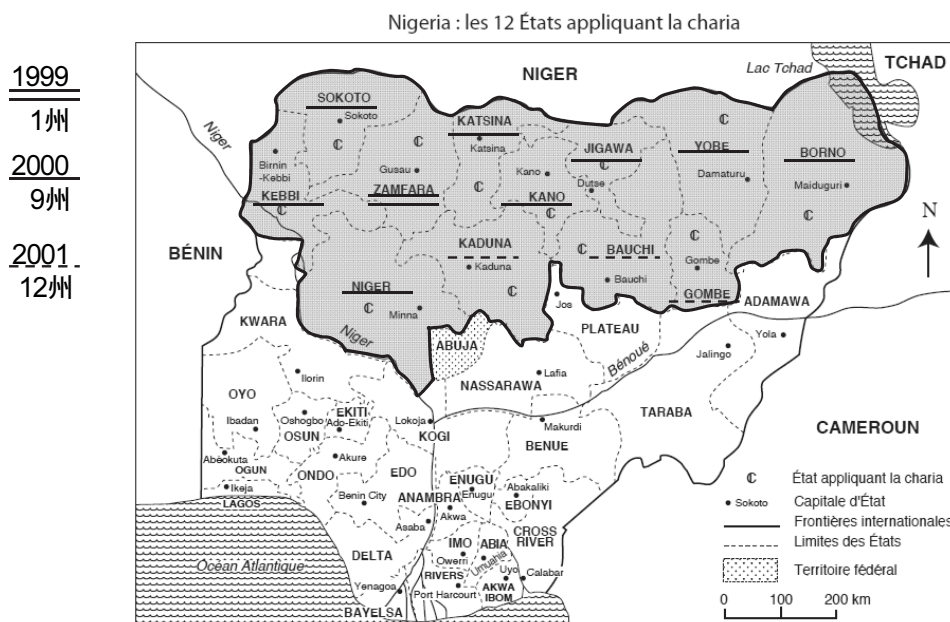 Nigeria : les 12 États appliquant la charia
1999
1州
2000
9州
2001
12州
NIGER
Lac Tchad
TCHAD
SOKOTO
Sokoto
KATSINA
Katsina
JIGAWA
YOBE
BORNO
Niger
Birnin
-Kebbi
Gusau
Kano
Dutse
Damaturu
Maiduguri
KEBBI
ZAMFARA
KANO
N
BÉNIN
KADUNA
Kaduna
BAUCHI
Bauchi
Gombe
GOMBE
NIGER
Minna
Jos
ADAMAWA
KWARA
Niger
ABUJA
PLATEAU
Yola
Bénoué
Jalingo
Ilorin
Lafia
NASSARAWA
OYO
TARABA
Ibadan
Oshogbo
EKITI
Ado-Ekiti
Lokoja
KOGI
Makurdi
CAMEROUN
OSUN
BENUE
Abéokuta
Akure
OGUN
ONDO
EDO
ENUGU
Enugu
Abakaliki
EBONYI
Ikeja
LAGOS
Benin City
ANAMBRA
Akwa
Asaba
CROSS
RIVER
IMO
Owerri
ABIA
Umuahia
DELTA
Océan Atlantique
Uyo
Calabar
RIVERS
Port Harcourt
AKWA
IBOM
Yenagoa
BAYELSA
C
État appliquant la charia
Sokoto
Capitale d'État
Frontières internationales
Limites des États
Territoire fédéral
0 100 200 km